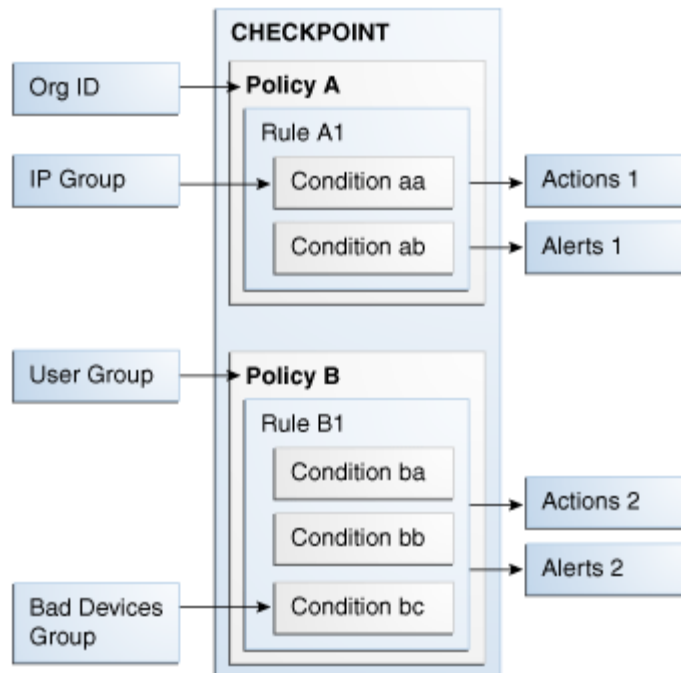 CHECKPOINT
Org ID
Policy A
Rule A1
IP Group
Condition aa
Actions 1
Condition ab
Alerts 1
User Group
Policy B
Rule B1
Condition ba
Actions 2
Condition bb
Alerts 2
Bad Devices
Group
Condition bc